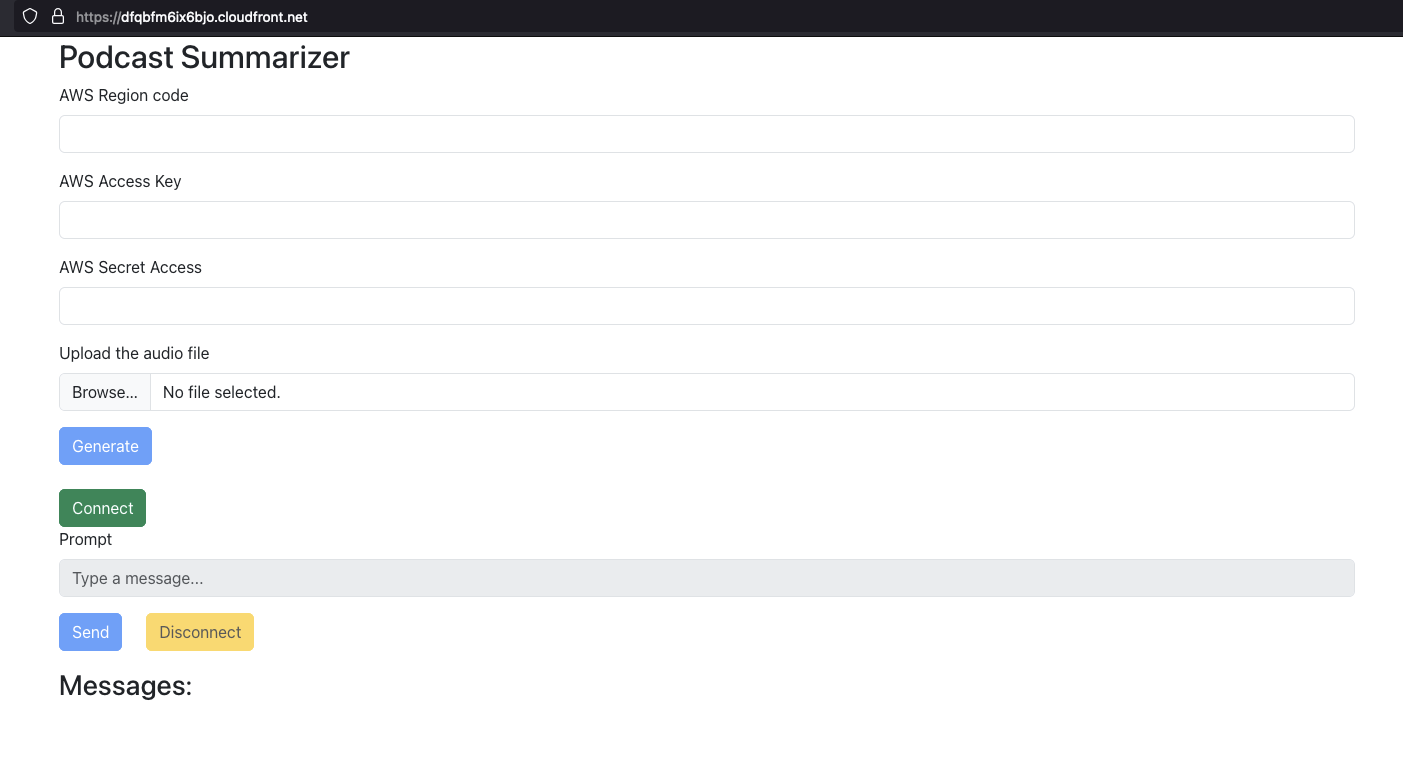 https://dfqbfm6ix6bjo.cloudfront.net
Podcast Summarizer
AWS Region code
AWS Access Key
AWS Secret Access
Upload the audio file
Browse... No file selected.
Generate
Connect
Prompt
Type a message...
Send Disconnect
Messages: